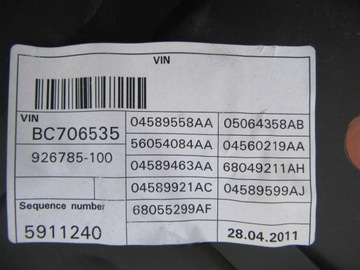 VIN
VIN
BC706535
926785-100
04589558AA 05064358AB
56054084AA 04560219AA
04589463AA 68049211AH
04589921AC 04589599AJ
68055299AF
Sequence number
5911240
28.04.2011